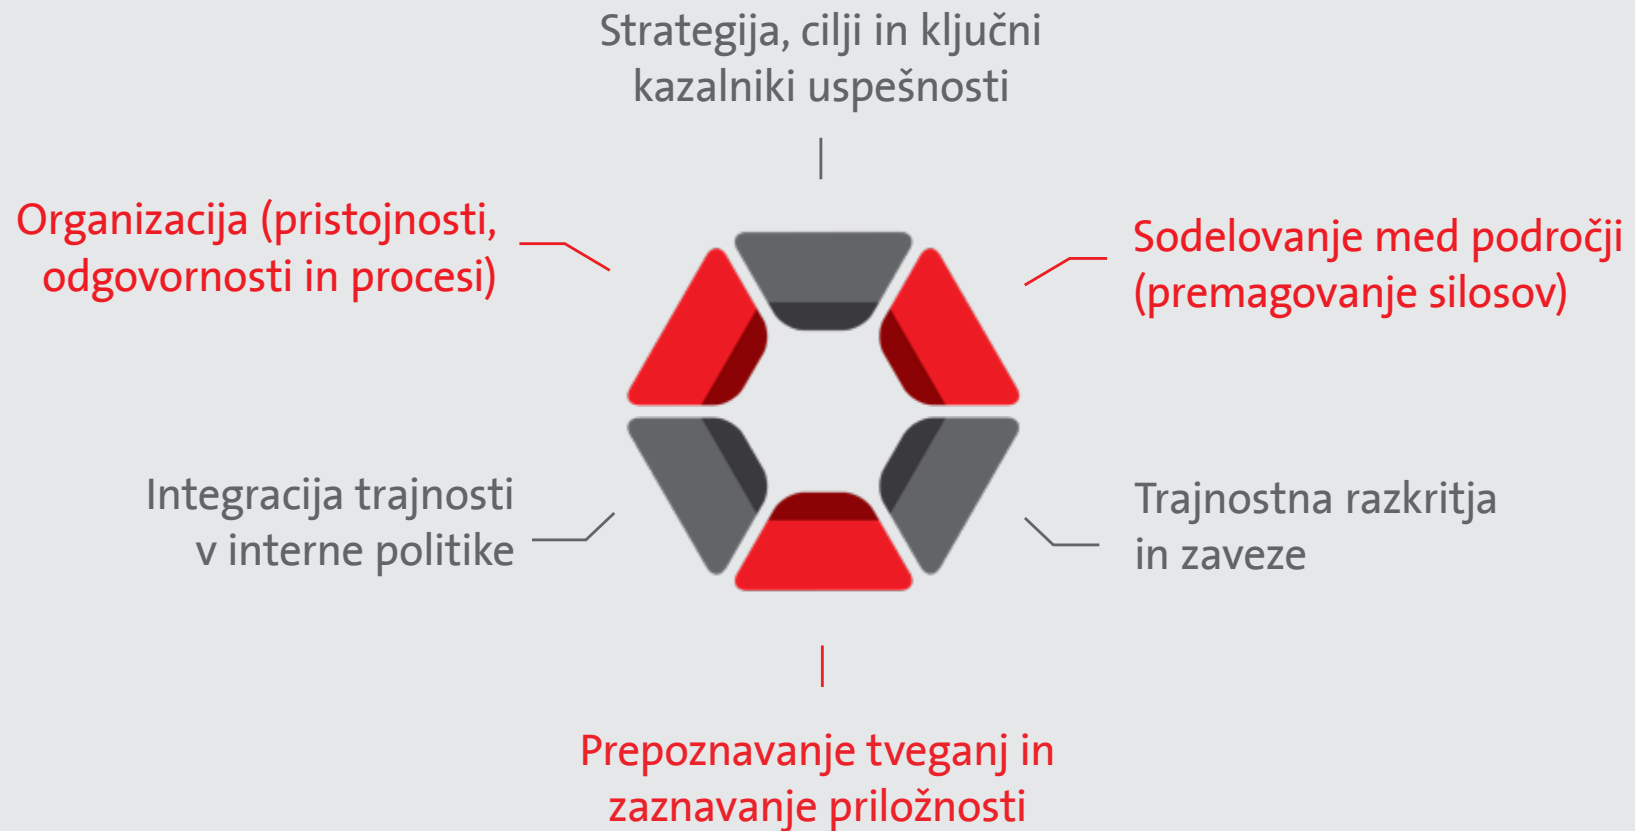 Strategija, cilji in ključni
kazalniki uspešnosti
Organizacija (pristojnosti,
odgovornosti in procesi)
Sodelovanje med področji
(premagovanje silosov)
Integracija trajnosti
v interne politike
Trajnostna razkritja
in zaveze
Prepoznavanje tveganj in
zaznavanje priložnosti